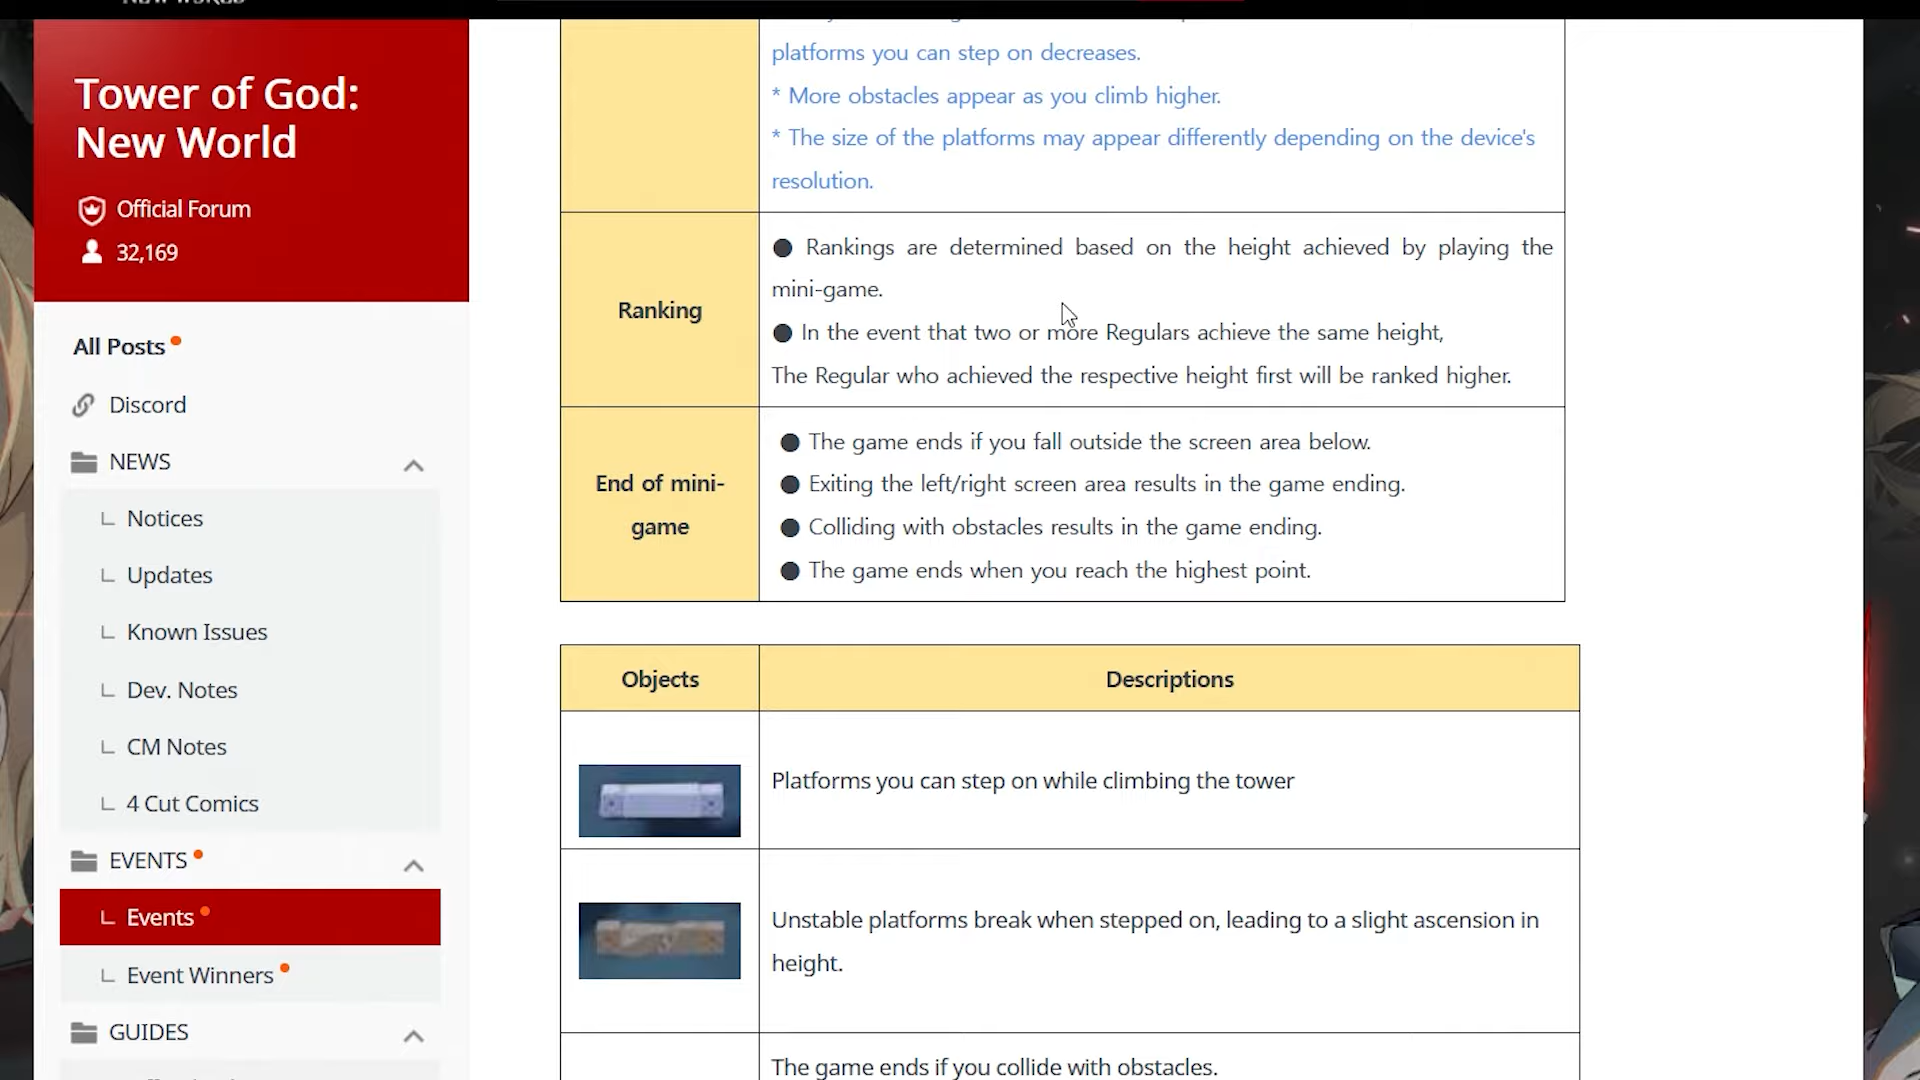 Tower of God:
New World
Official Forum
32,169
All Posts
Discord
NEWS
Notices
Updates
Known Issues
Dev. Notes
CM Notes
4 Cut Comics
EVENTS
Events
Event Winners
GUIDES
platforms you can step on decreases.
* More obstacles appear as you climb higher.
* The size of the platforms may appear differently depending on the device's
resolution.
Ranking
● Rankings are determined based on the height achieved by playing the
mini-game.
● In the event that two or more Regulars achieve the same height,
The Regular who achieved the respective height first will be ranked higher.
End of mini-
game
● The game ends if you fall outside the screen area below.
● Exiting the left/right screen area results in the game ending.
● Colliding with obstacles results in the game ending.
● The game ends when you reach the highest point.
Objects
Descriptions
Platforms you can step on while climbing the tower
Unstable platforms break when stepped on, leading to a slight ascension in
height.
The game ends if you collide with obstacles.